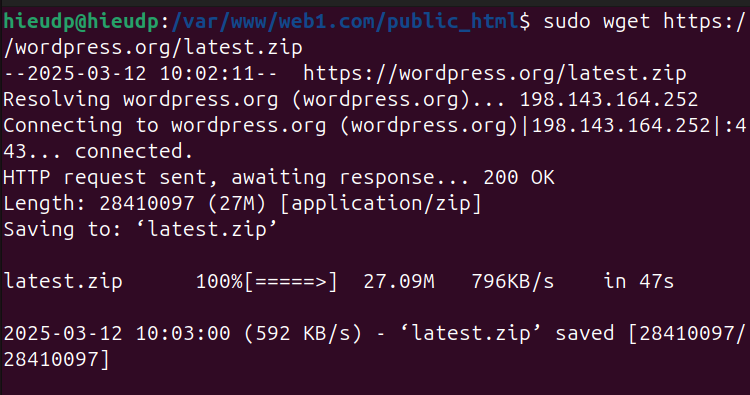 hieudp@hieudp:/var/www/web1.com/public_html$ sudo wget https:/
/wordpress.org/latest.zip
--2025-03-12 10:02:11--  https://wordpress.org/latest.zip
Resolving wordpress.org (wordpress.org)... 198.143.164.252
Connecting to wordpress.org (wordpress.org)|198.143.164.252|:4
43... connected.
HTTP request sent, awaiting response... 200 OK
Length: 28410097 (27M) [application/zip]
Saving to: ‘latest.zip’
latest.zip      100%[=====>]  27.09M   796KB/s    in 47s
2025-03-12 10:03:00 (592 KB/s) - ‘latest.zip’ saved [28410097/
28410097]